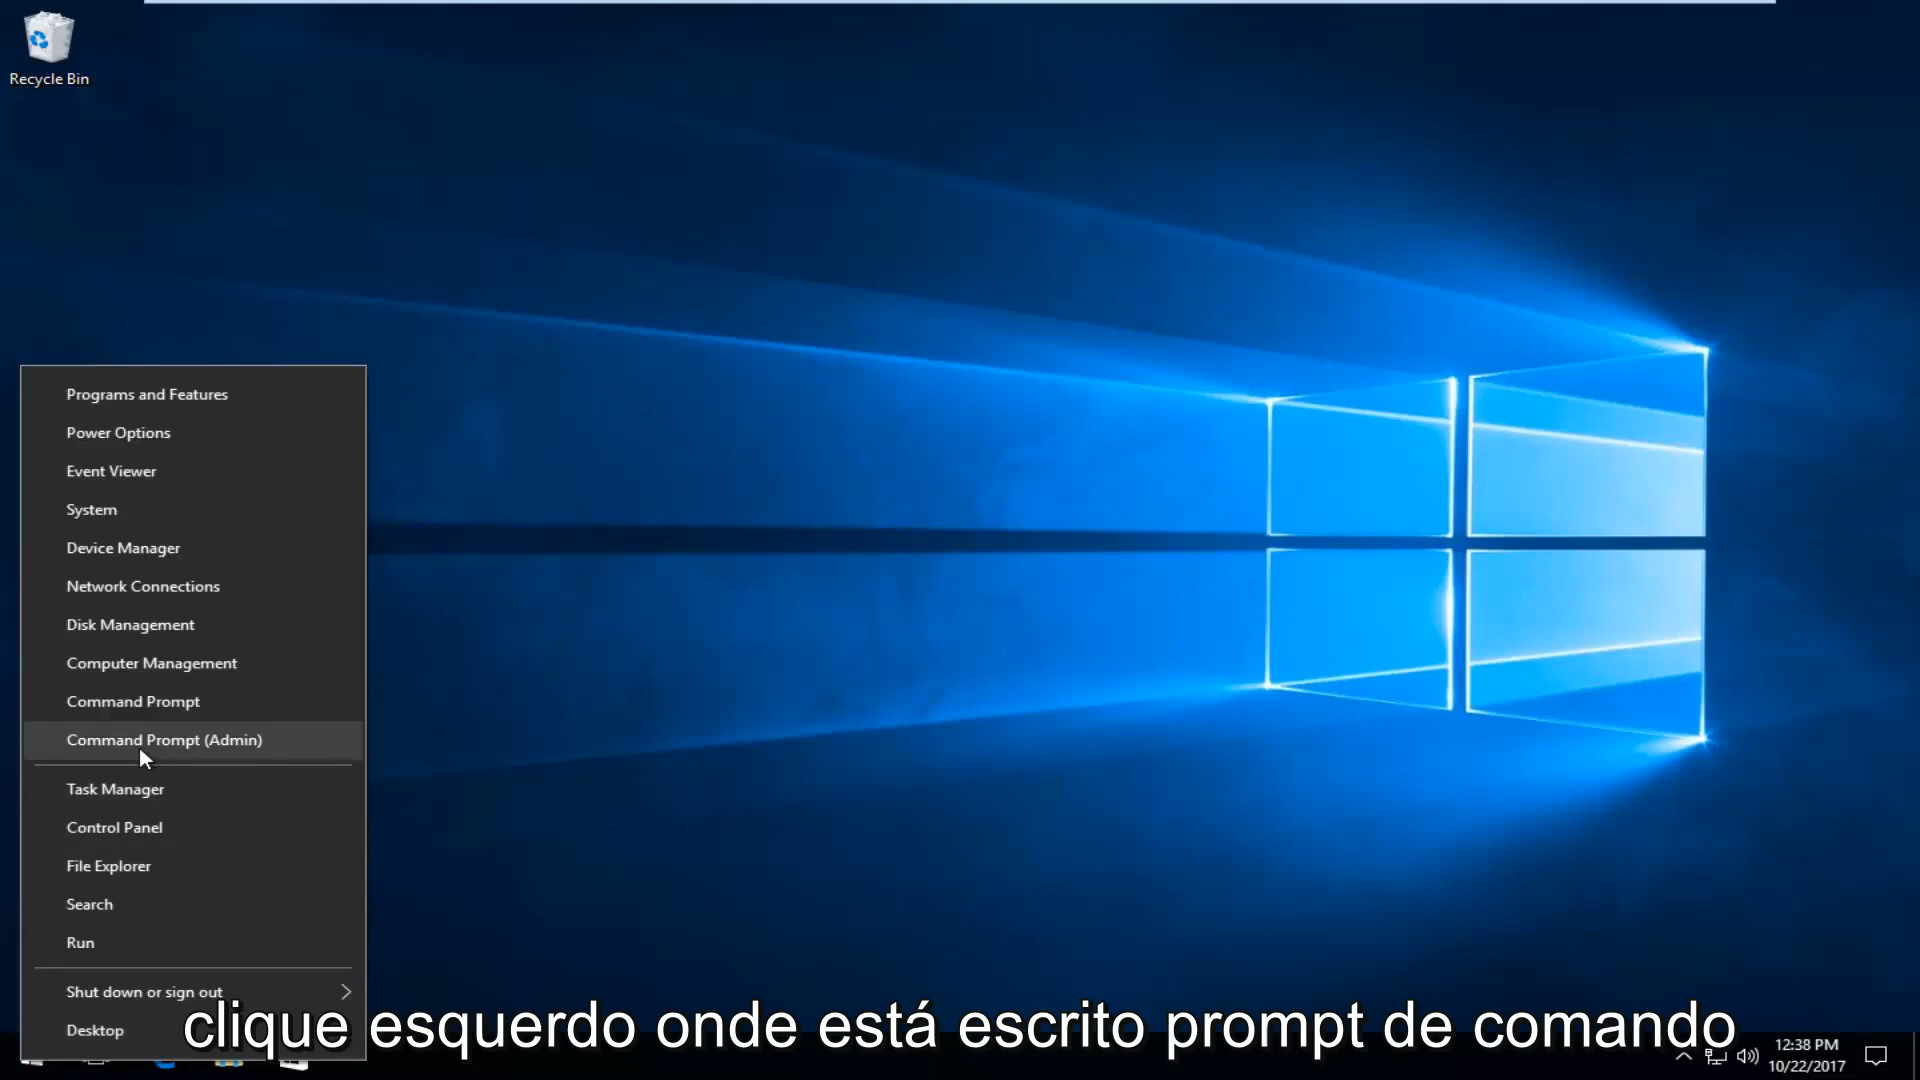 Recycle Bin
Programs and Features
Power Options
Event Viewer
System
Device Manager
Network Connections
Disk Management
Computer Management
Command Prompt
Command Prompt (Admin)
Task Manager
Control Panel
File Explorer
Search
Run
Shut down or sign out
Desktop
clique esquerdo onde está escrito prompt de comando
12:38 PM
10/22/2017